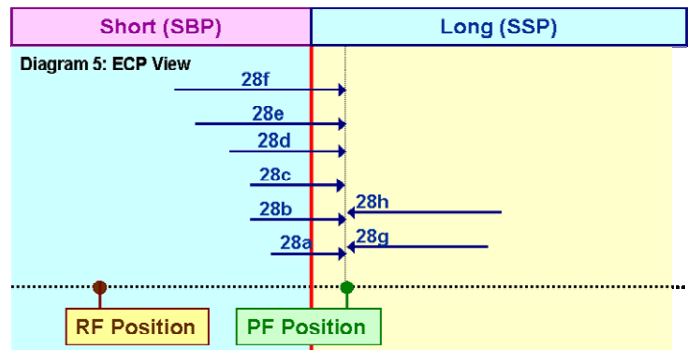 Short (SBP)
Long (SSP)
Diagram 5: ECP View
28f
28e
28d
28c
28h
28b
28g
28a
RF Position
PF Position